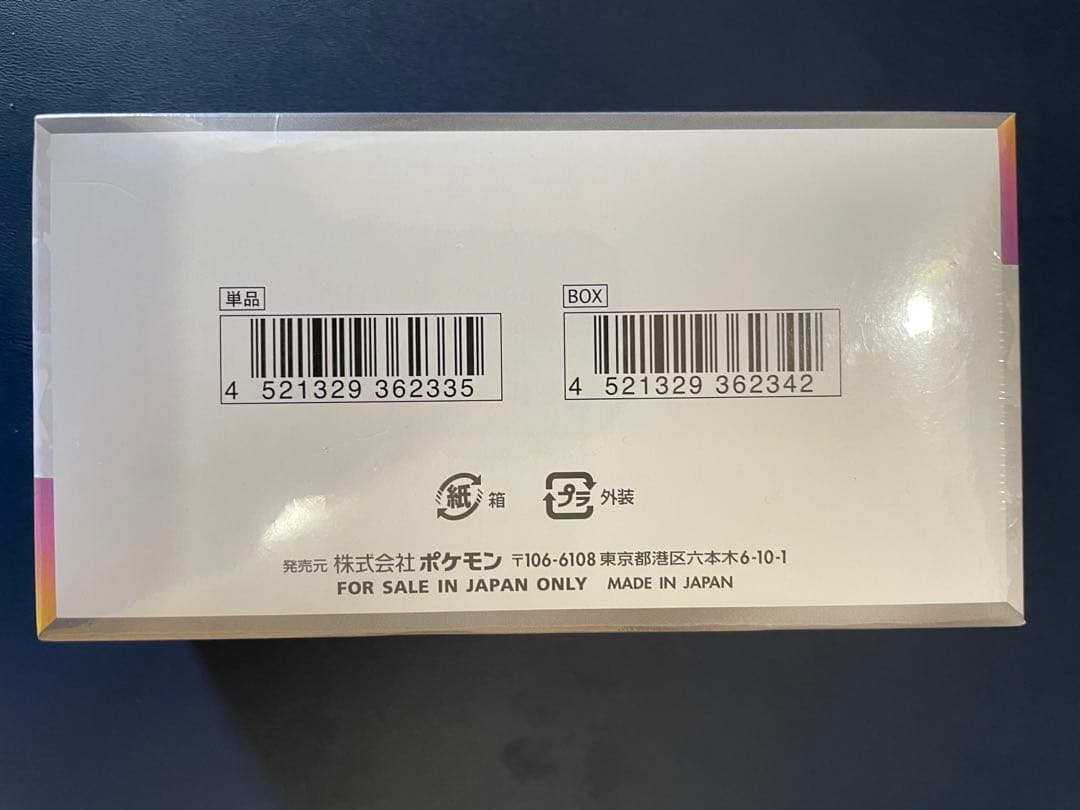 単品
4 521329 362335
BOX
4 521329 362342
紙 箱
プラ 外装
発売元 株式会社 ポケモン 〒106-6108 東京都港区六本木6-10-1
FOR SALE IN JAPAN ONLY MADE IN JAPAN